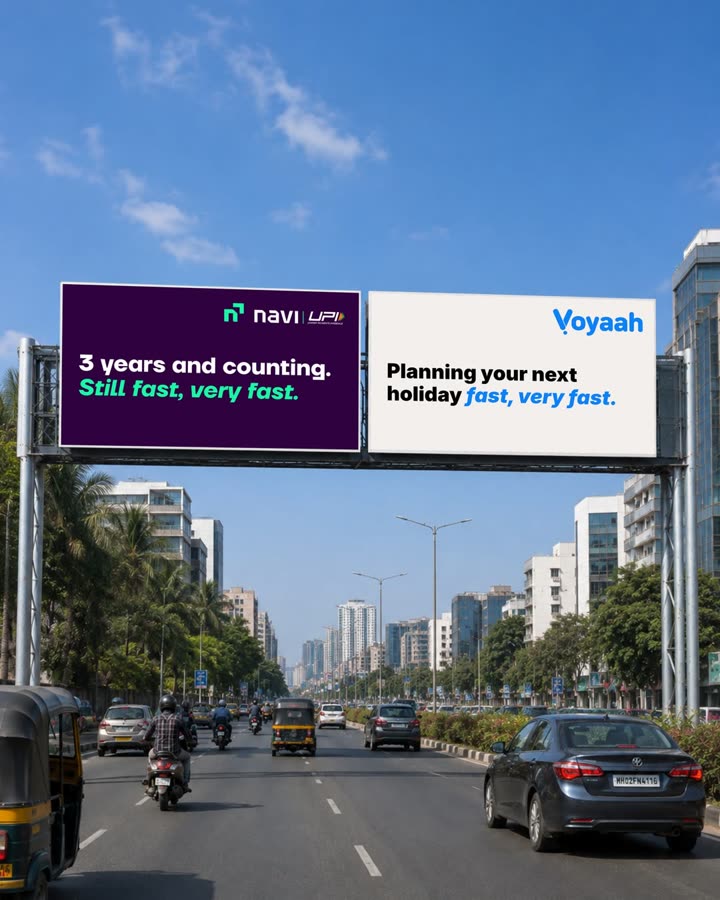 navi | UPI
3 years and counting.
Still fast, very fast.
Voyaah
Planning your next
holiday fast, very fast.
MH02FN4116